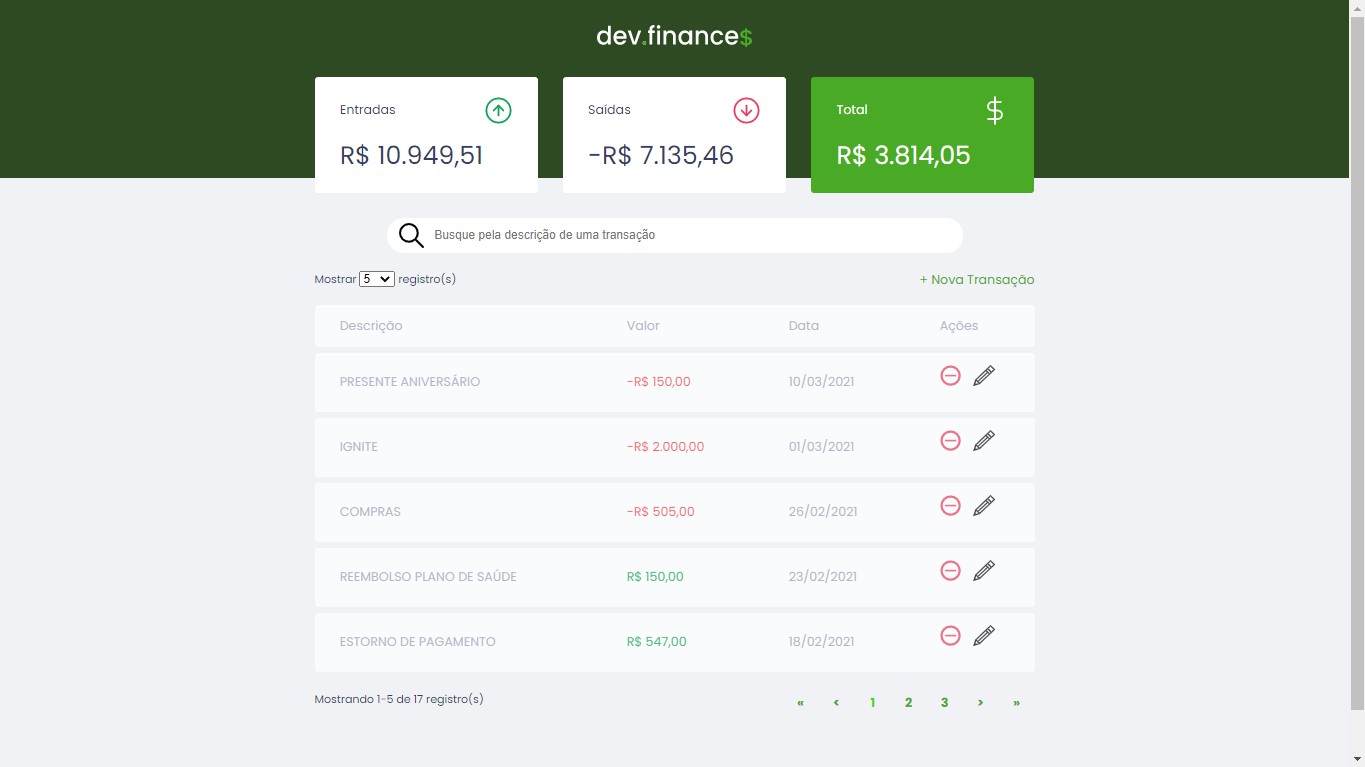 dev.finance$
Entradas
R$ 10.949,51
Saídas
-R$ 7.135,46
Total
$
R$ 3.814,05
Busque pela descrição de uma transação
Mostrar 5 registro(s)
+ Nova Transação
Descrição Valor Data Ações
PRESENTE ANIVERSÁRIO -R$ 150,00 10/03/2021
IGNITE -R$ 2.000,00 01/03/2021
COMPRAS -R$ 505,00 26/02/2021
REEMBOLSO PLANO DE SAÚDE R$ 150,00 23/02/2021
ESTORNO DE PAGAMENTO R$ 547,00 18/02/2021
Mostrando 1-5 de 17 registro(s)
« < 1 2 3 > »